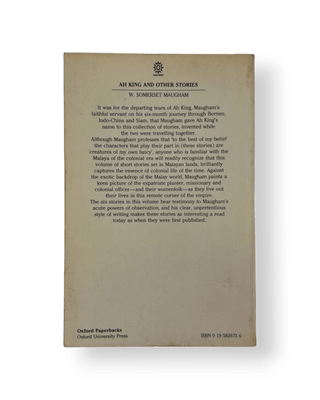 AH KING AND OTHER STORIES
W. SOMERSET MAUGHAM
It was for the departing tears of Ah King, Maugham's
faithful servant on his six-month journey through Borneo,
Indo-China and Siam, that Maugham gave Ah King's
name to this collection of stories, invented while
the two were travelling together.
Although Maugham professes that 'to the best of my belief
the characters that play their part in (these stories) are
creatures of my own fancy', anyone who is familiar with the
Malaya of the colonial era will readily recognise that this
volume of short stories set in Malayan lands, brilliantly
captures the essence of colonial life of the time. Against
the exotic backdrop of the Malay world, Maugham paints a
keen picture of the expatriate planter, missionary and
colonial officer—and their womenfolk—as they live out
their lives in this remote corner of the empire.
The six stories in this volume bear testimony to Maugham's
acute powers of observation, and his clear, unpretentious
style of writing makes these stories as interesting a read
today as when they were first published.
Oxford Paperbacks
Oxford University Press
ISBN 0 19